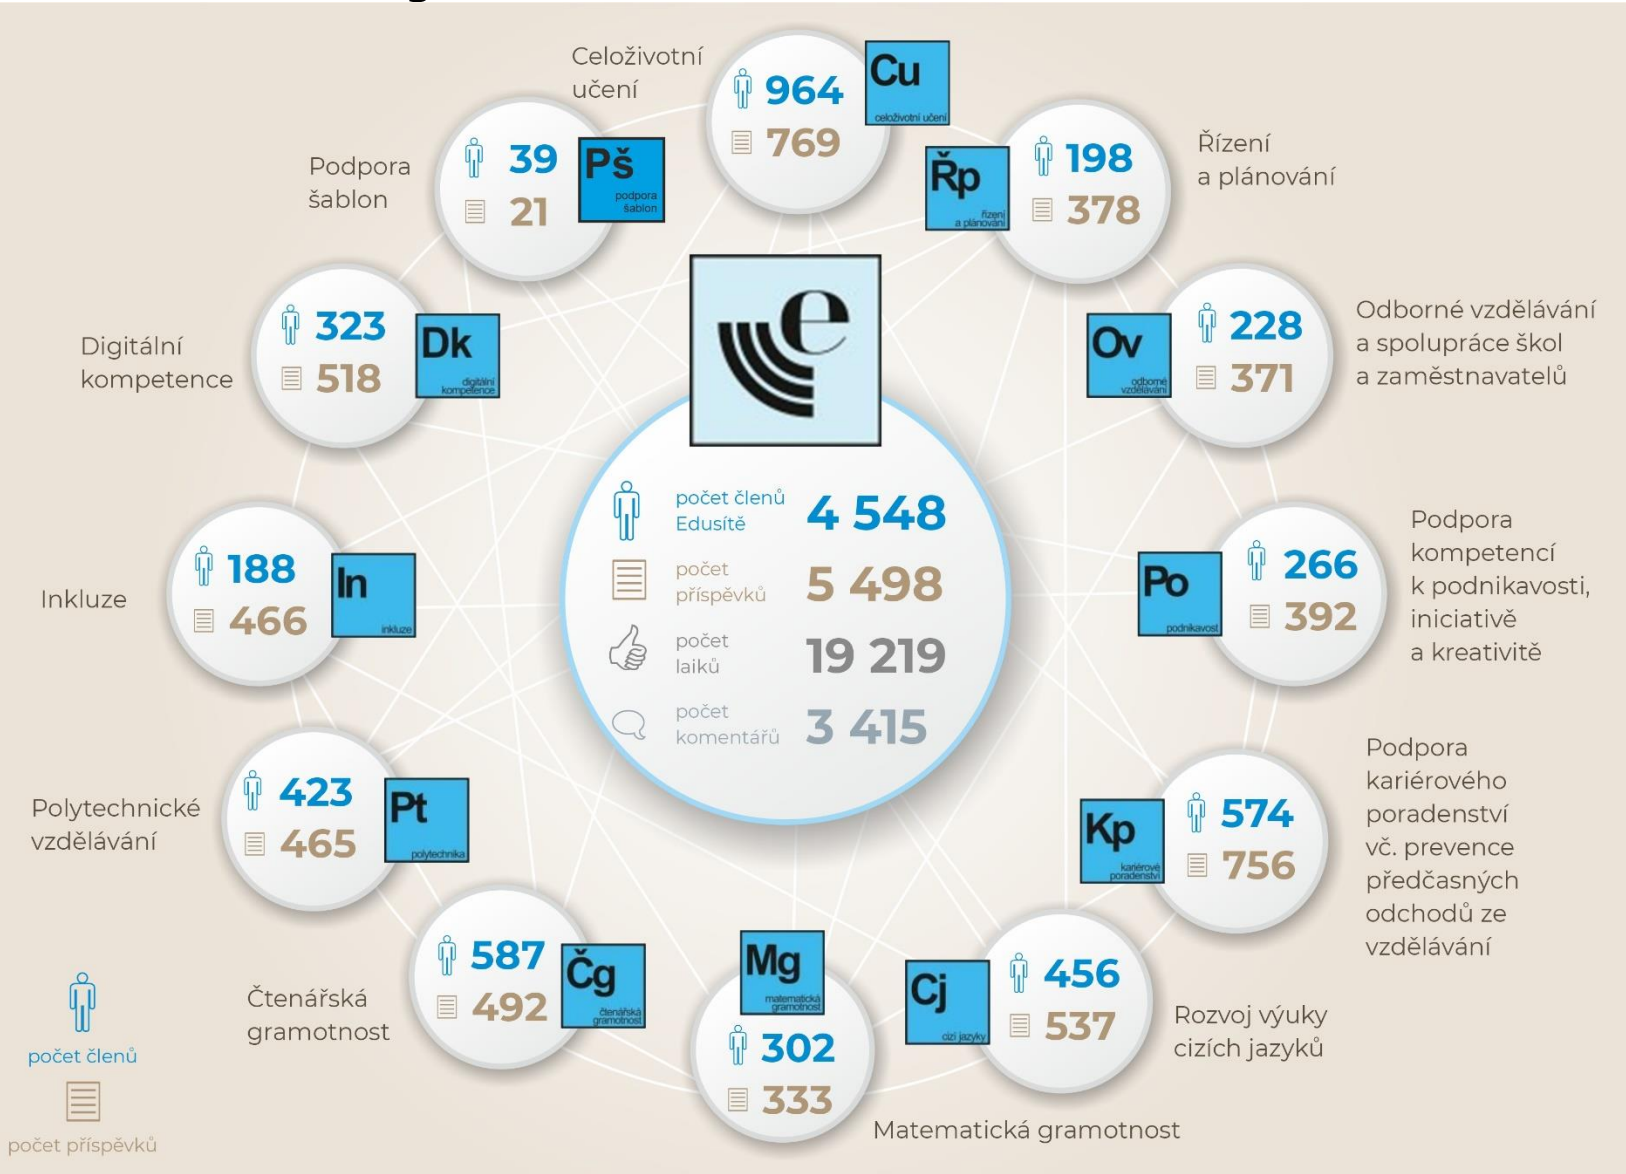 Celoživotní
učení
964
769
Cu
celoživotní učení
Řízení
a plánování
198
378
Řp
řízení
a plánování
Odborné vzdělávání
a spolupráce škol
a zaměstnavatelů
228
371
Ov
odborné
vzdělávání
Podpora
kompetencí
k podnikavosti,
iniciativě
a kreativitě
266
392
Po
podnikavost
Podpora
kariérového
poradenství
vč. prevence
předčasných
odchodů ze
vzdělávání
574
756
Kp
kariérové
poradenství
Rozvoj výuky
cizích jazyků
456
537
Cj
cizí jazyky
Matematická gramotnost
302
333
Mg
matematická
gramotnost
Čtenářská
gramotnost
587
492
Čg
čtenářská
gramotnost
Polytechnické
vzdělávání
423
465
Pt
polytechnika
Inkluze
188
466
In
inkluze
Digitální
kompetence
323
518
Dk
digitální
kompetence
Podpora
šablon
39
21
Pš
podpora
šablon
e
počet členů
Edusítě
4 548
počet
příspěvků
5 498
počet
laiků
19 219
počet
komentářů
3 415
počet členů
počet příspěvků